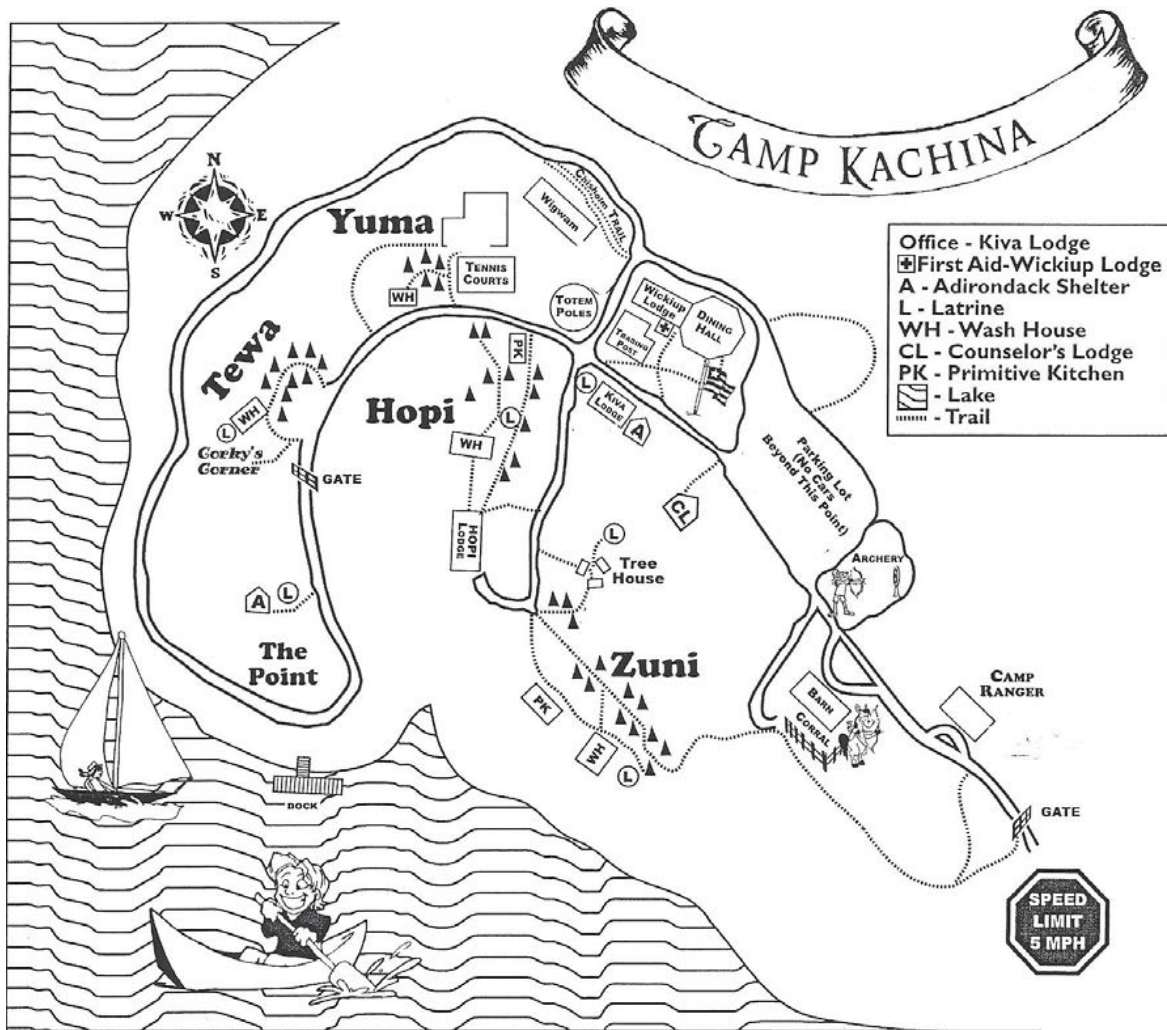 CAMP KACHINA
N
W
E
S
Yuma
Chisholm TRAIL
Wigwam
TENNIS
COURTS
WH
TOTEM
POLES
Wickiup
Lodge
DINING
HALL
TRADING
POST
Office - Kiva Lodge
First Aid-Wickiup Lodge
A - Adirondack Shelter
L - Latrine
WH - Wash House
CL - Counselor's Lodge
PK - Primitive Kitchen
- Lake
- Trail
Tewa
WH
L
Corky's
Corner
GATE
Hopi
PK
L
WH
HOPI
LODGE
L
KIVA
LODGE
A
CL
Parking Lot
(No Cars
Beyond This
Point)
ARCHERY
L
Tree
House
A
L
The
Point
Zuni
PK
WH
L
BARN
CORRAL
CAMP
RANGER
GATE
DOCK
SPEED
LIMIT
5 MPH